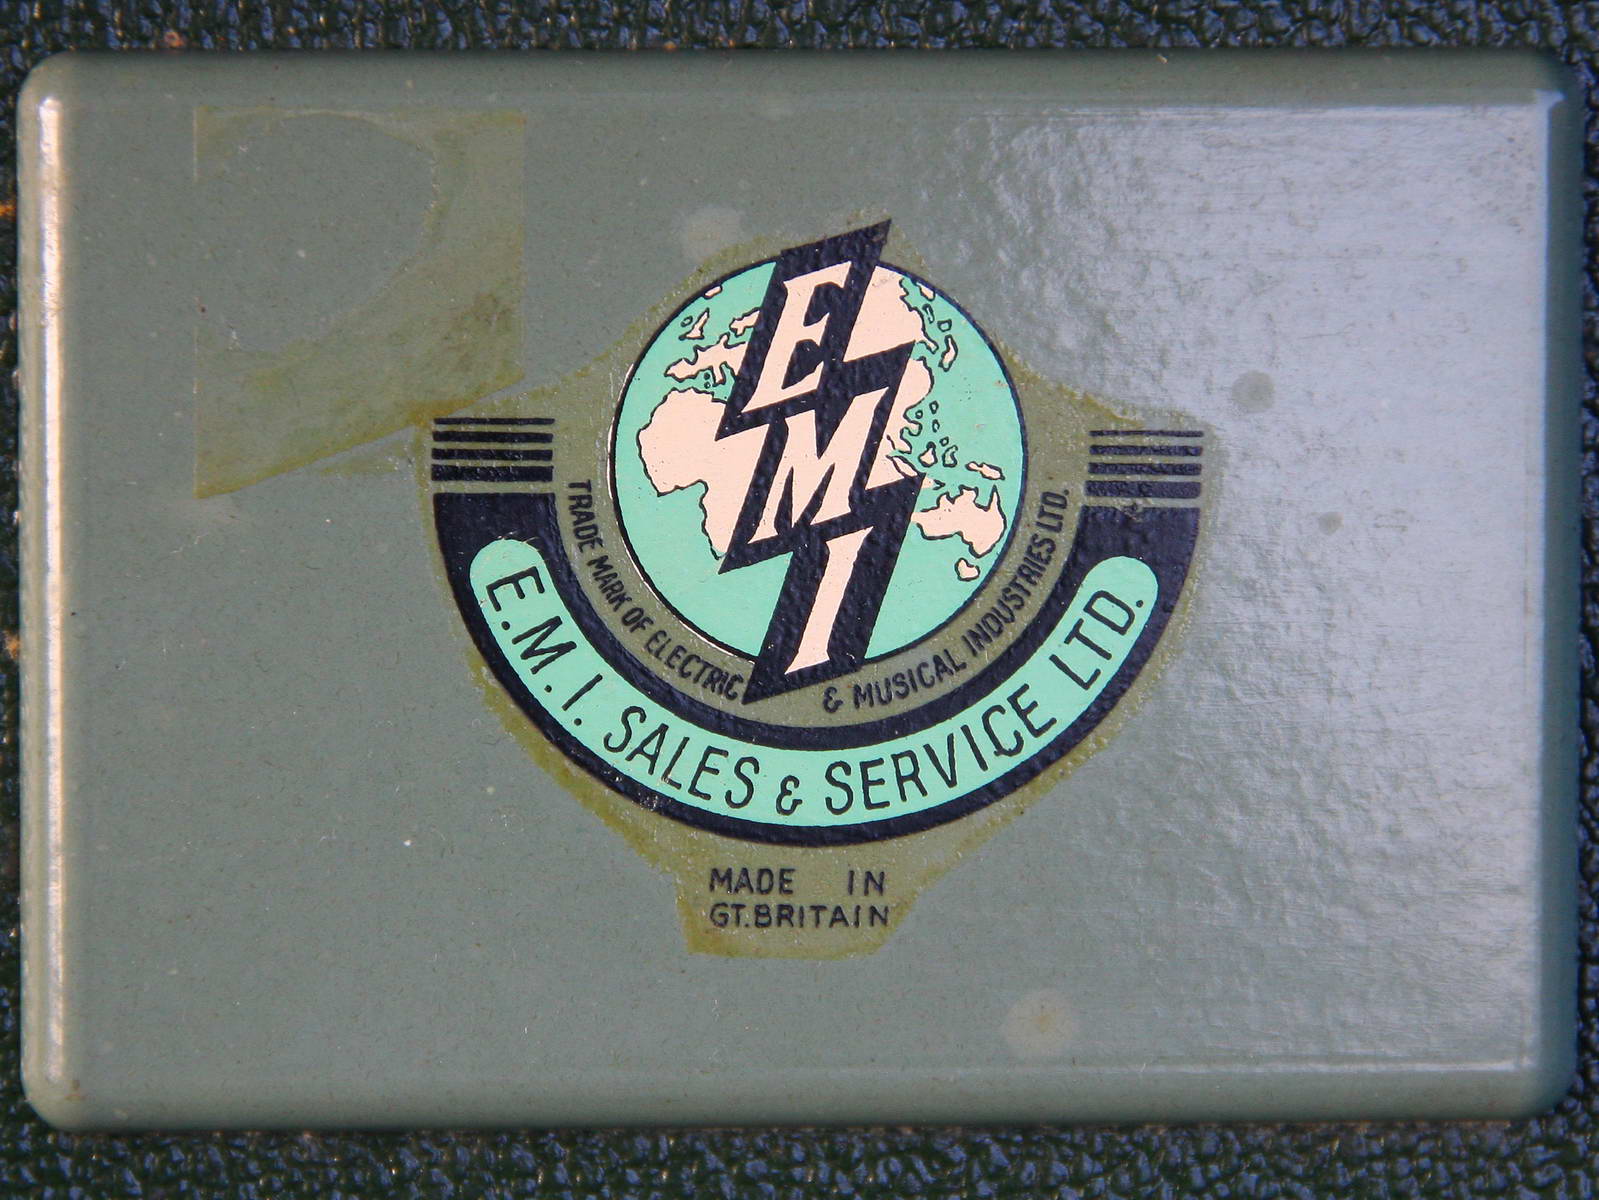 EMI
TRADE MARK OF ELECTRIC & MUSICAL INDUSTRIES LTD.
E.M.I. SALES & SERVICE LTD.
MADE IN
GT.BRITAIN